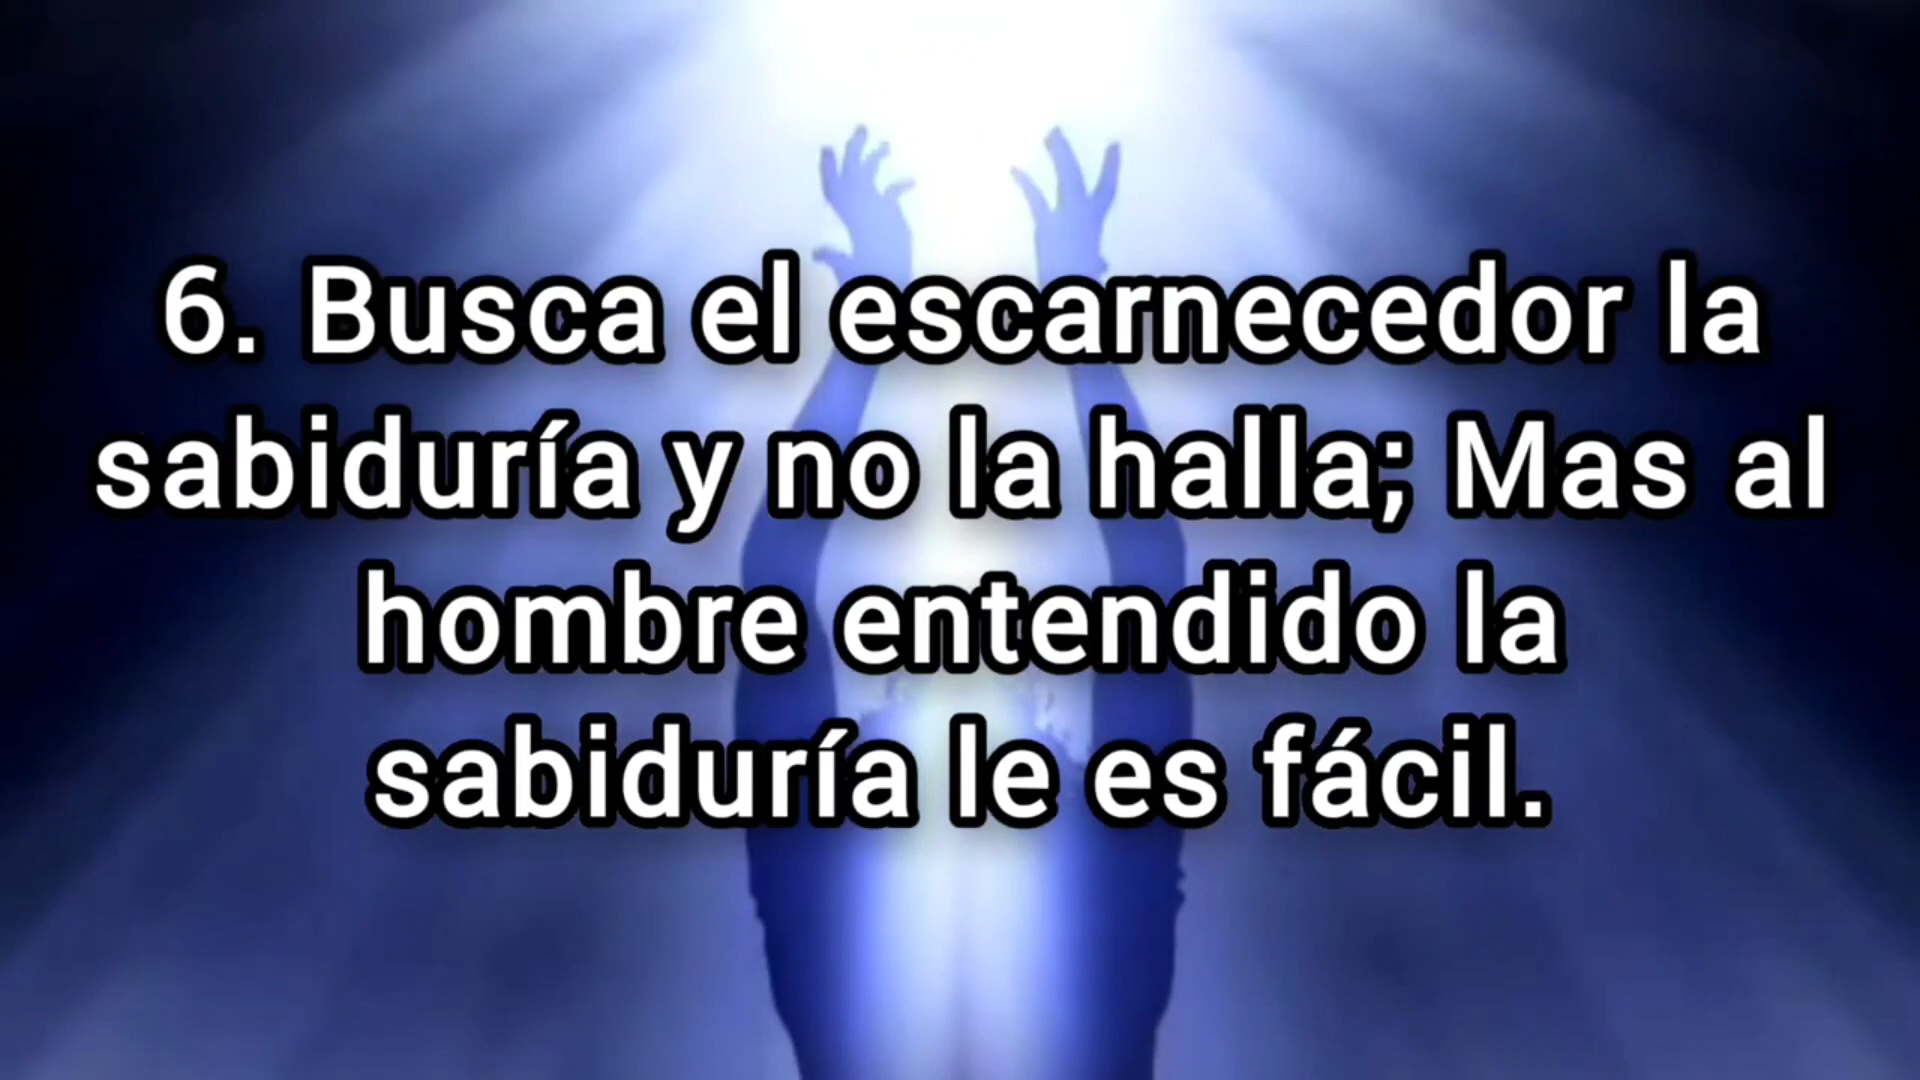 6. Busca el escarnecedor la
sabiduría y no la halla; Mas al
hombre entendido la
sabiduría le es fácil.